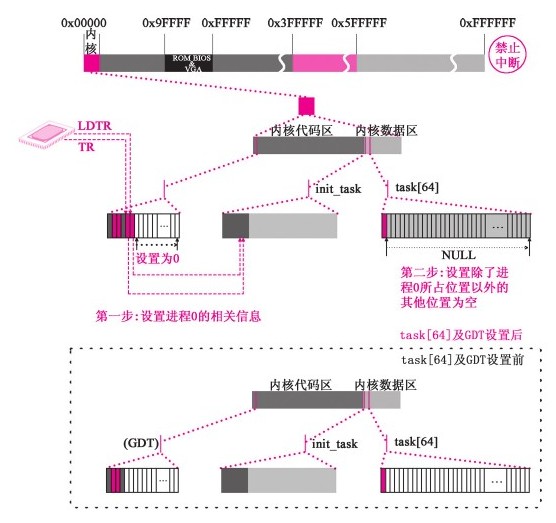 0x00000 0x9FFFF 0xFFFFF 0x3FFFFF 0x5FFFFF 0xFFFFFFF
内
核
ROM BIOS
&
VGA
禁止
中断
LDTR
TR
内核代码区 内核数据区
init_task task[64]
...
...
设置为0
NULL
第一步:设置进程0的相关信息
第二步:设置除了进
程0所占位置以外的
其他位置为空
task[64]及GDT设置后
task[64]及GDT设置前
内核代码区 内核数据区
(GDT) init_task task[64]
...
...